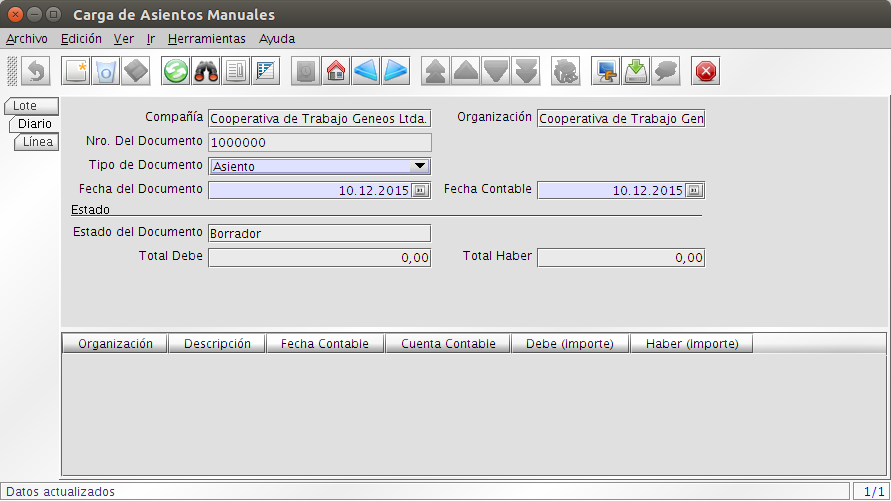 Carga de Asientos Manuales
Archivo Edición Ver Ir Herramientas Ayuda
Lote
Diario
Línea
Compañía Cooperativa de Trabajo Geneos Ltda. Organización Cooperativa de Trabajo Gen
Nro. Del Documento 1000000
Tipo de Documento Asiento
Fecha del Documento 10.12.2015 Fecha Contable 10.12.2015
Estado
Estado del Documento Borrador
Total Debe 0,00 Total Haber 0,00
Organización Descripción Fecha Contable Cuenta Contable Debe (Importe) Haber (Importe)
Datos actualizados 1/1